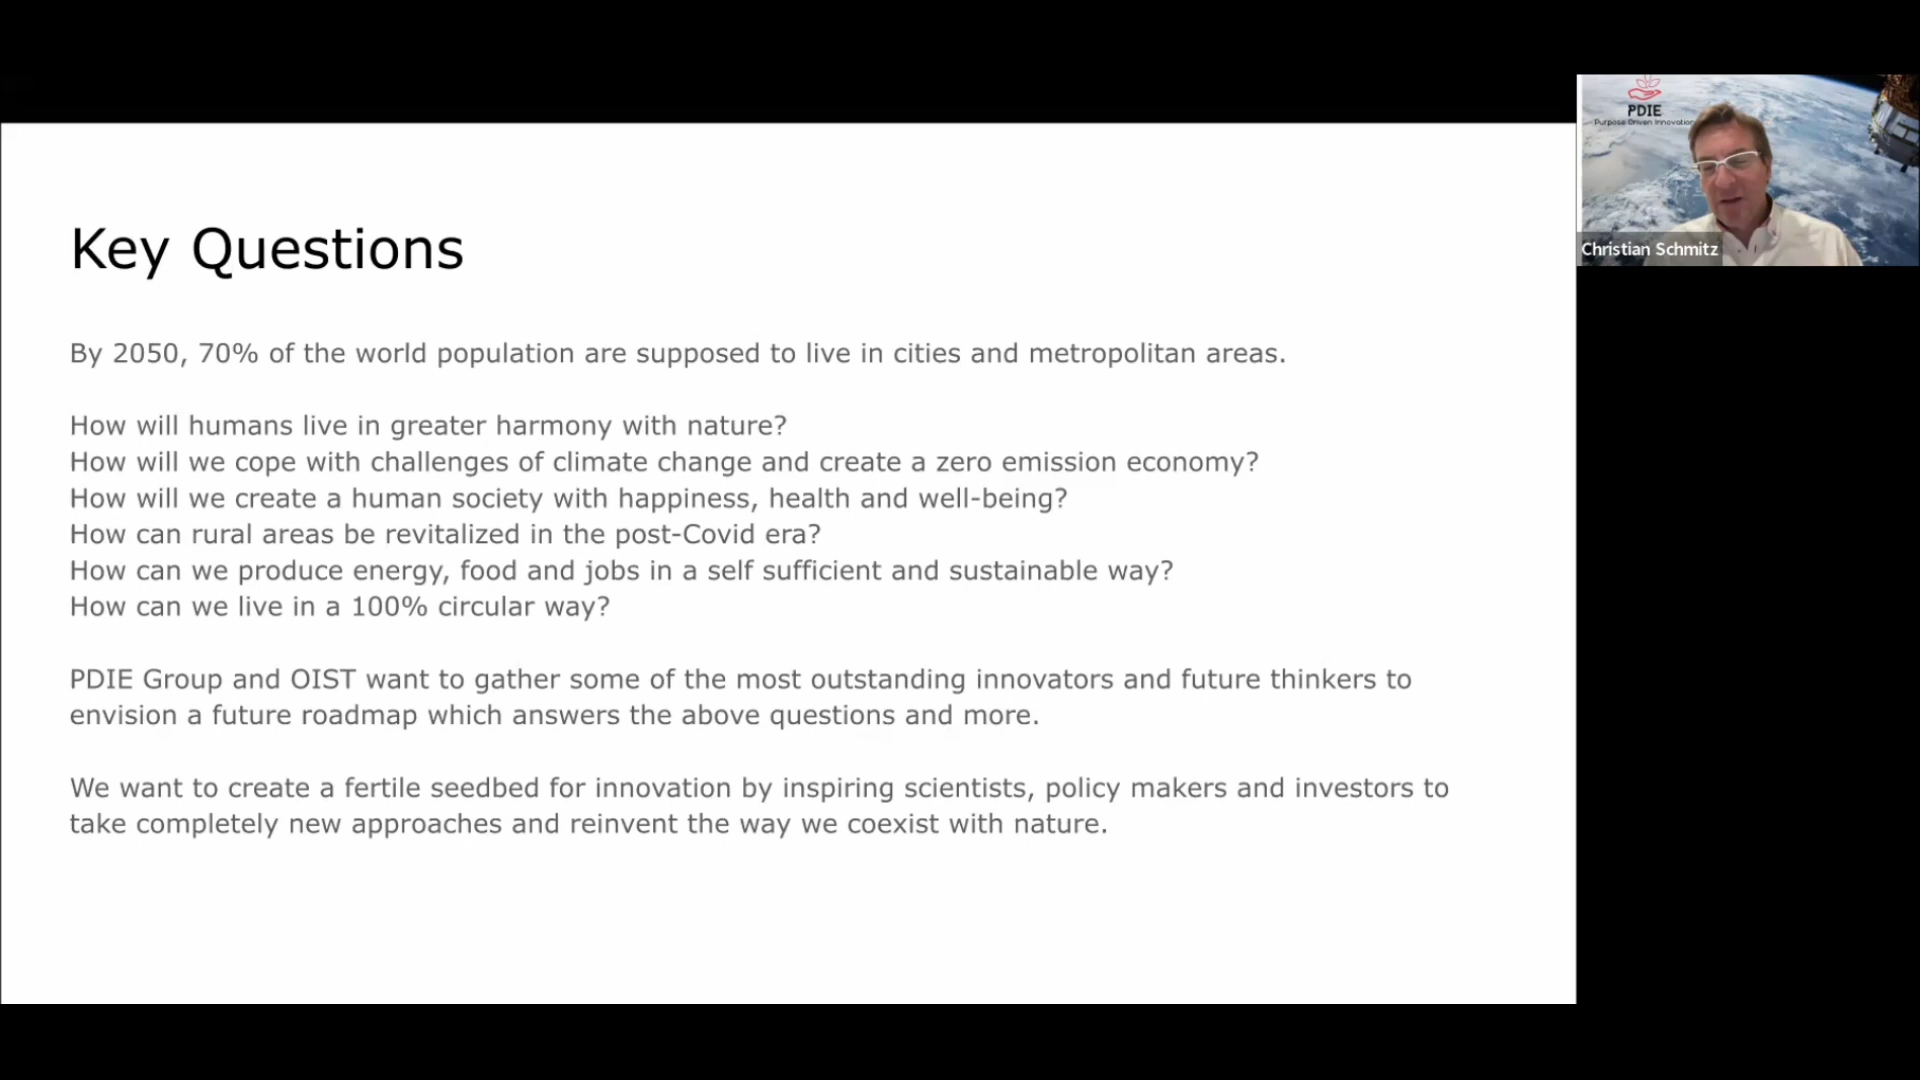 Key Questions
By 2050, 70% of the world population are supposed to live in cities and metropolitan areas.
How will humans live in greater harmony with nature?
How will we cope with challenges of climate change and create a zero emission economy?
How will we create a human society with happiness, health and well-being?
How can rural areas be revitalized in the post-Covid era?
How can we produce energy, food and jobs in a self sufficient and sustainable way?
How can we live in a 100% circular way?
PDIE Group and OIST want to gather some of the most outstanding innovators and future thinkers to
envision a future roadmap which answers the above questions and more.
We want to create a fertile seedbed for innovation by inspiring scientists, policy makers and investors to
take completely new approaches and reinvent the way we coexist with nature.
PDIE
Purpose Driven Innovation
Christian Schmitz